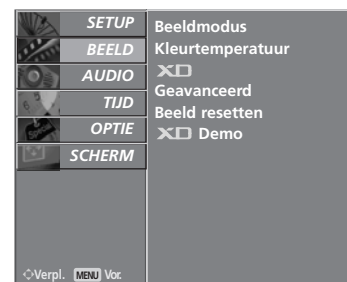 SETUP
BEELD
AUDIO
TIJD
OPTIE
SCHERM
Verpl. MENU Vor.
Beeldmodus
Kleurtemperatuur
XD
Geavanceerd
Beeld resetten
XD Demo